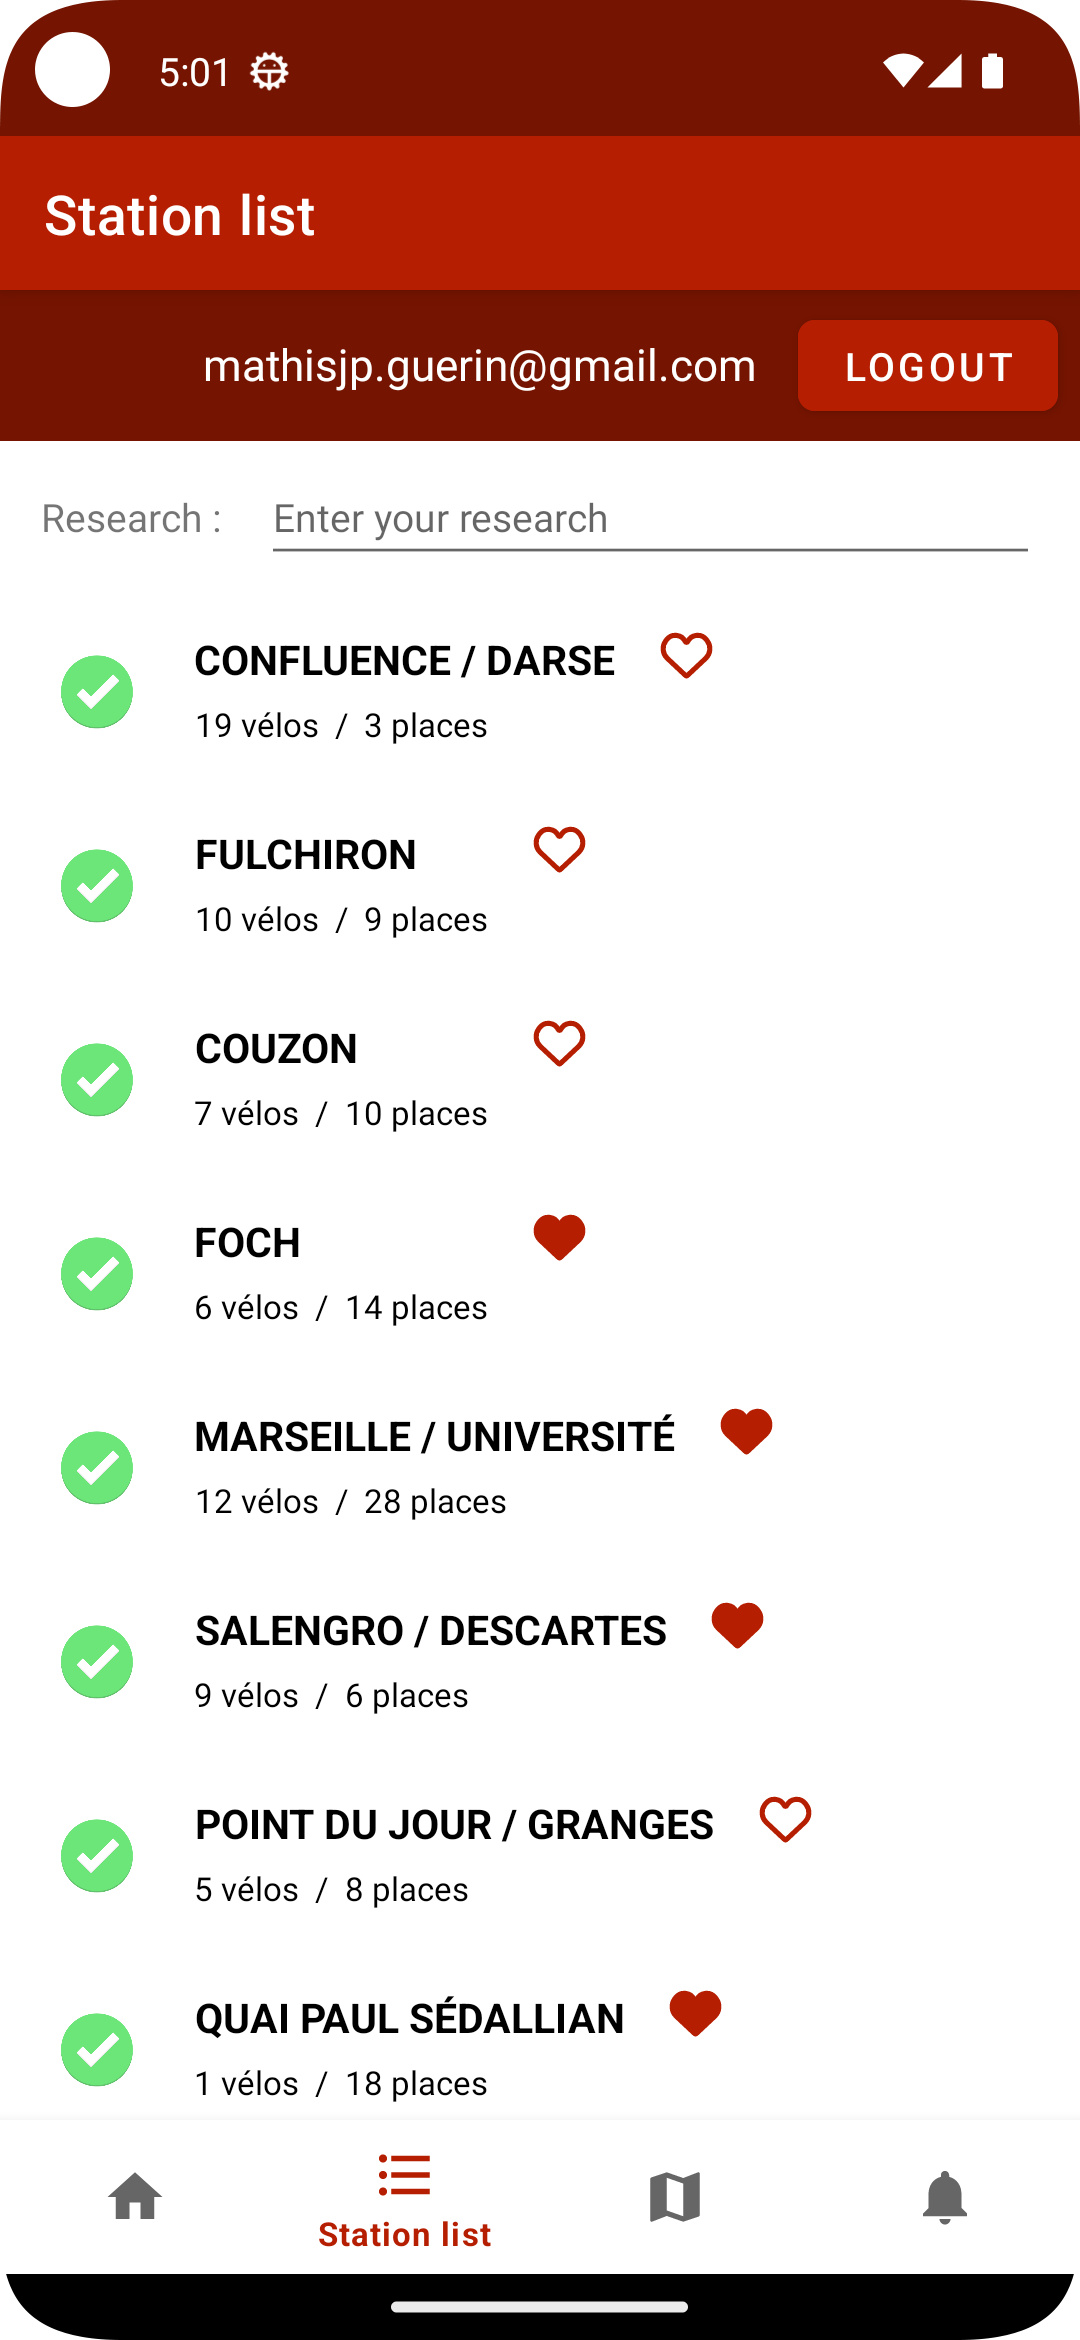 5:01
Station list
mathisjp.guerin@gmail.com LOGOUT
Research : Enter your research
CONFLUENCE / DARSE
19 vélos / 3 places
FULCHIRON
10 vélos / 9 places
COUZON
7 vélos / 10 places
FOCH
6 vélos / 14 places
MARSEILLE / UNIVERSITÉ
12 vélos / 28 places
SALENGRO / DESCARTES
9 vélos / 6 places
POINT DU JOUR / GRANGES
5 vélos / 8 places
QUAI PAUL SÉDALLIAN
1 vélos / 18 places
Station list